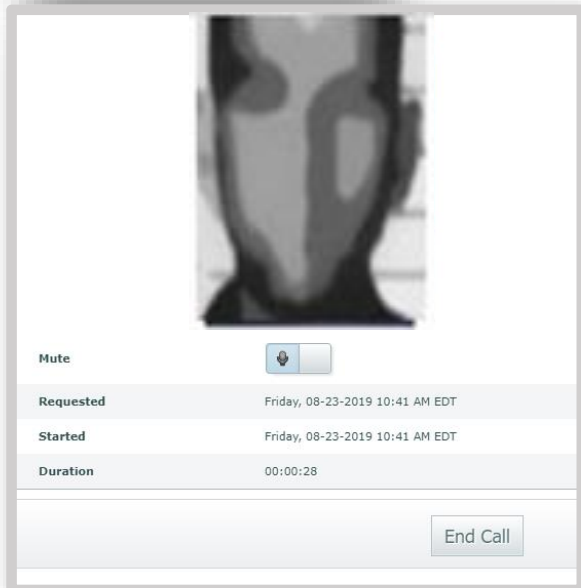 Mute
Requested Friday, 08-23-2019 10:41 AM EDT
Started Friday, 08-23-2019 10:41 AM EDT
Duration 00:00:28
End Call